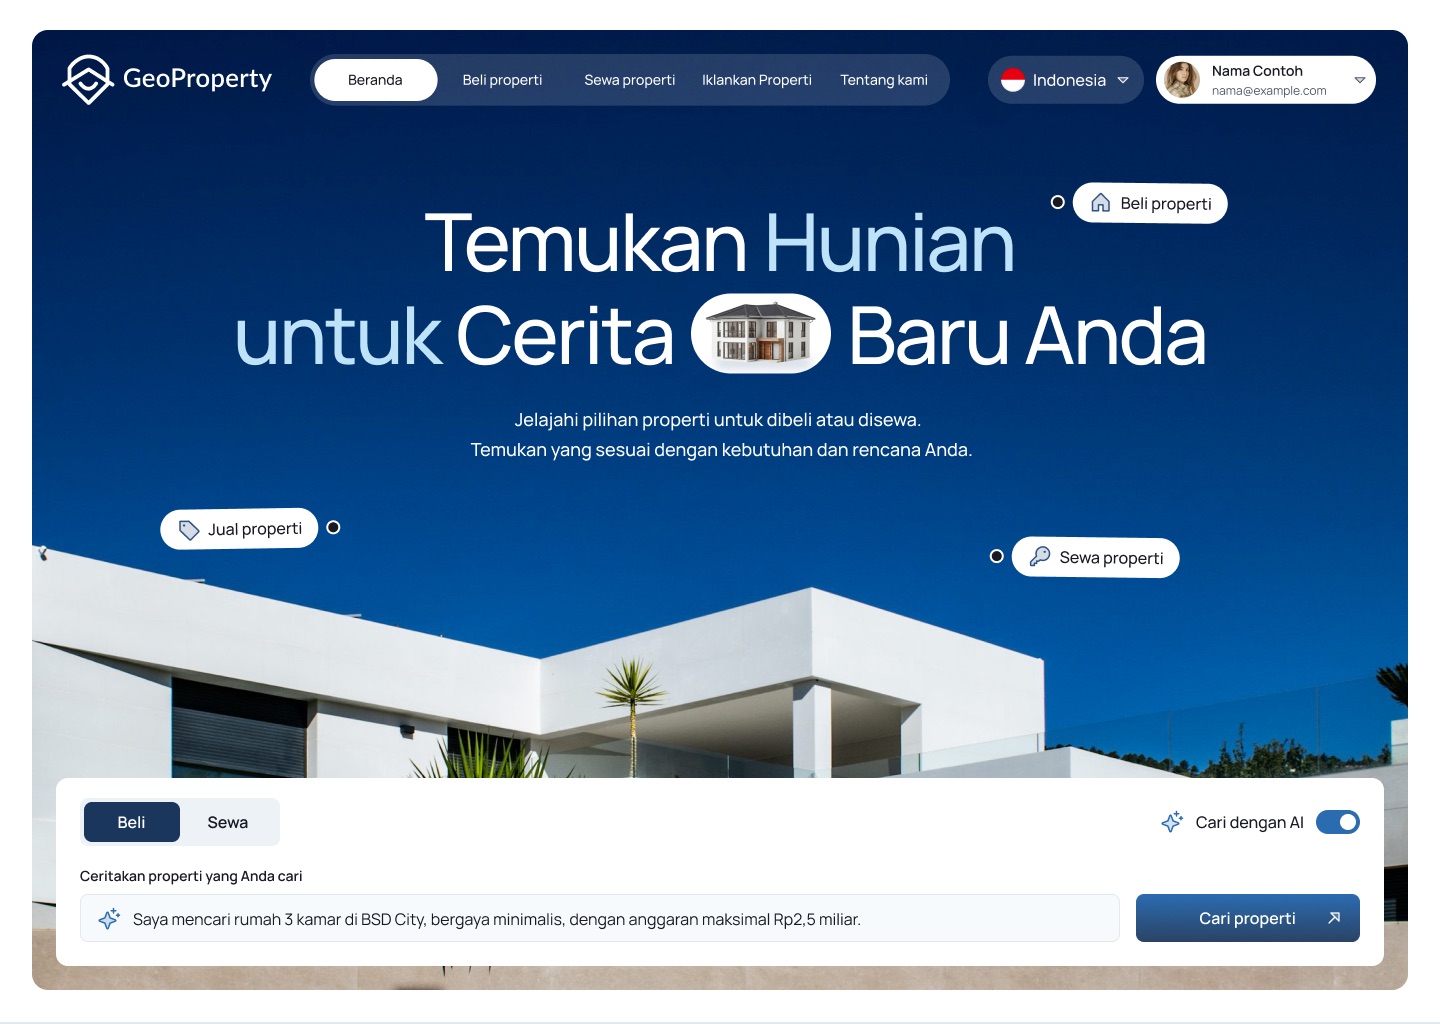 GeoProperty
Beranda
Beli properti
Sewa properti
Iklankan Properti
Tentang kami
Indonesia
Nama Contoh
nama@example.com
Beli properti
Temukan Hunian
untuk Cerita Baru Anda
Jelajahi pilihan properti untuk dibeli atau disewa.
Temukan yang sesuai dengan kebutuhan dan rencana Anda.
Jual properti
Sewa properti
Beli
Sewa
Cari dengan AI
Ceritakan properti yang Anda cari
Saya mencari rumah 3 kamar di BSD City, bergaya minimalis, dengan anggaran maksimal Rp2,5 miliar.
Cari properti